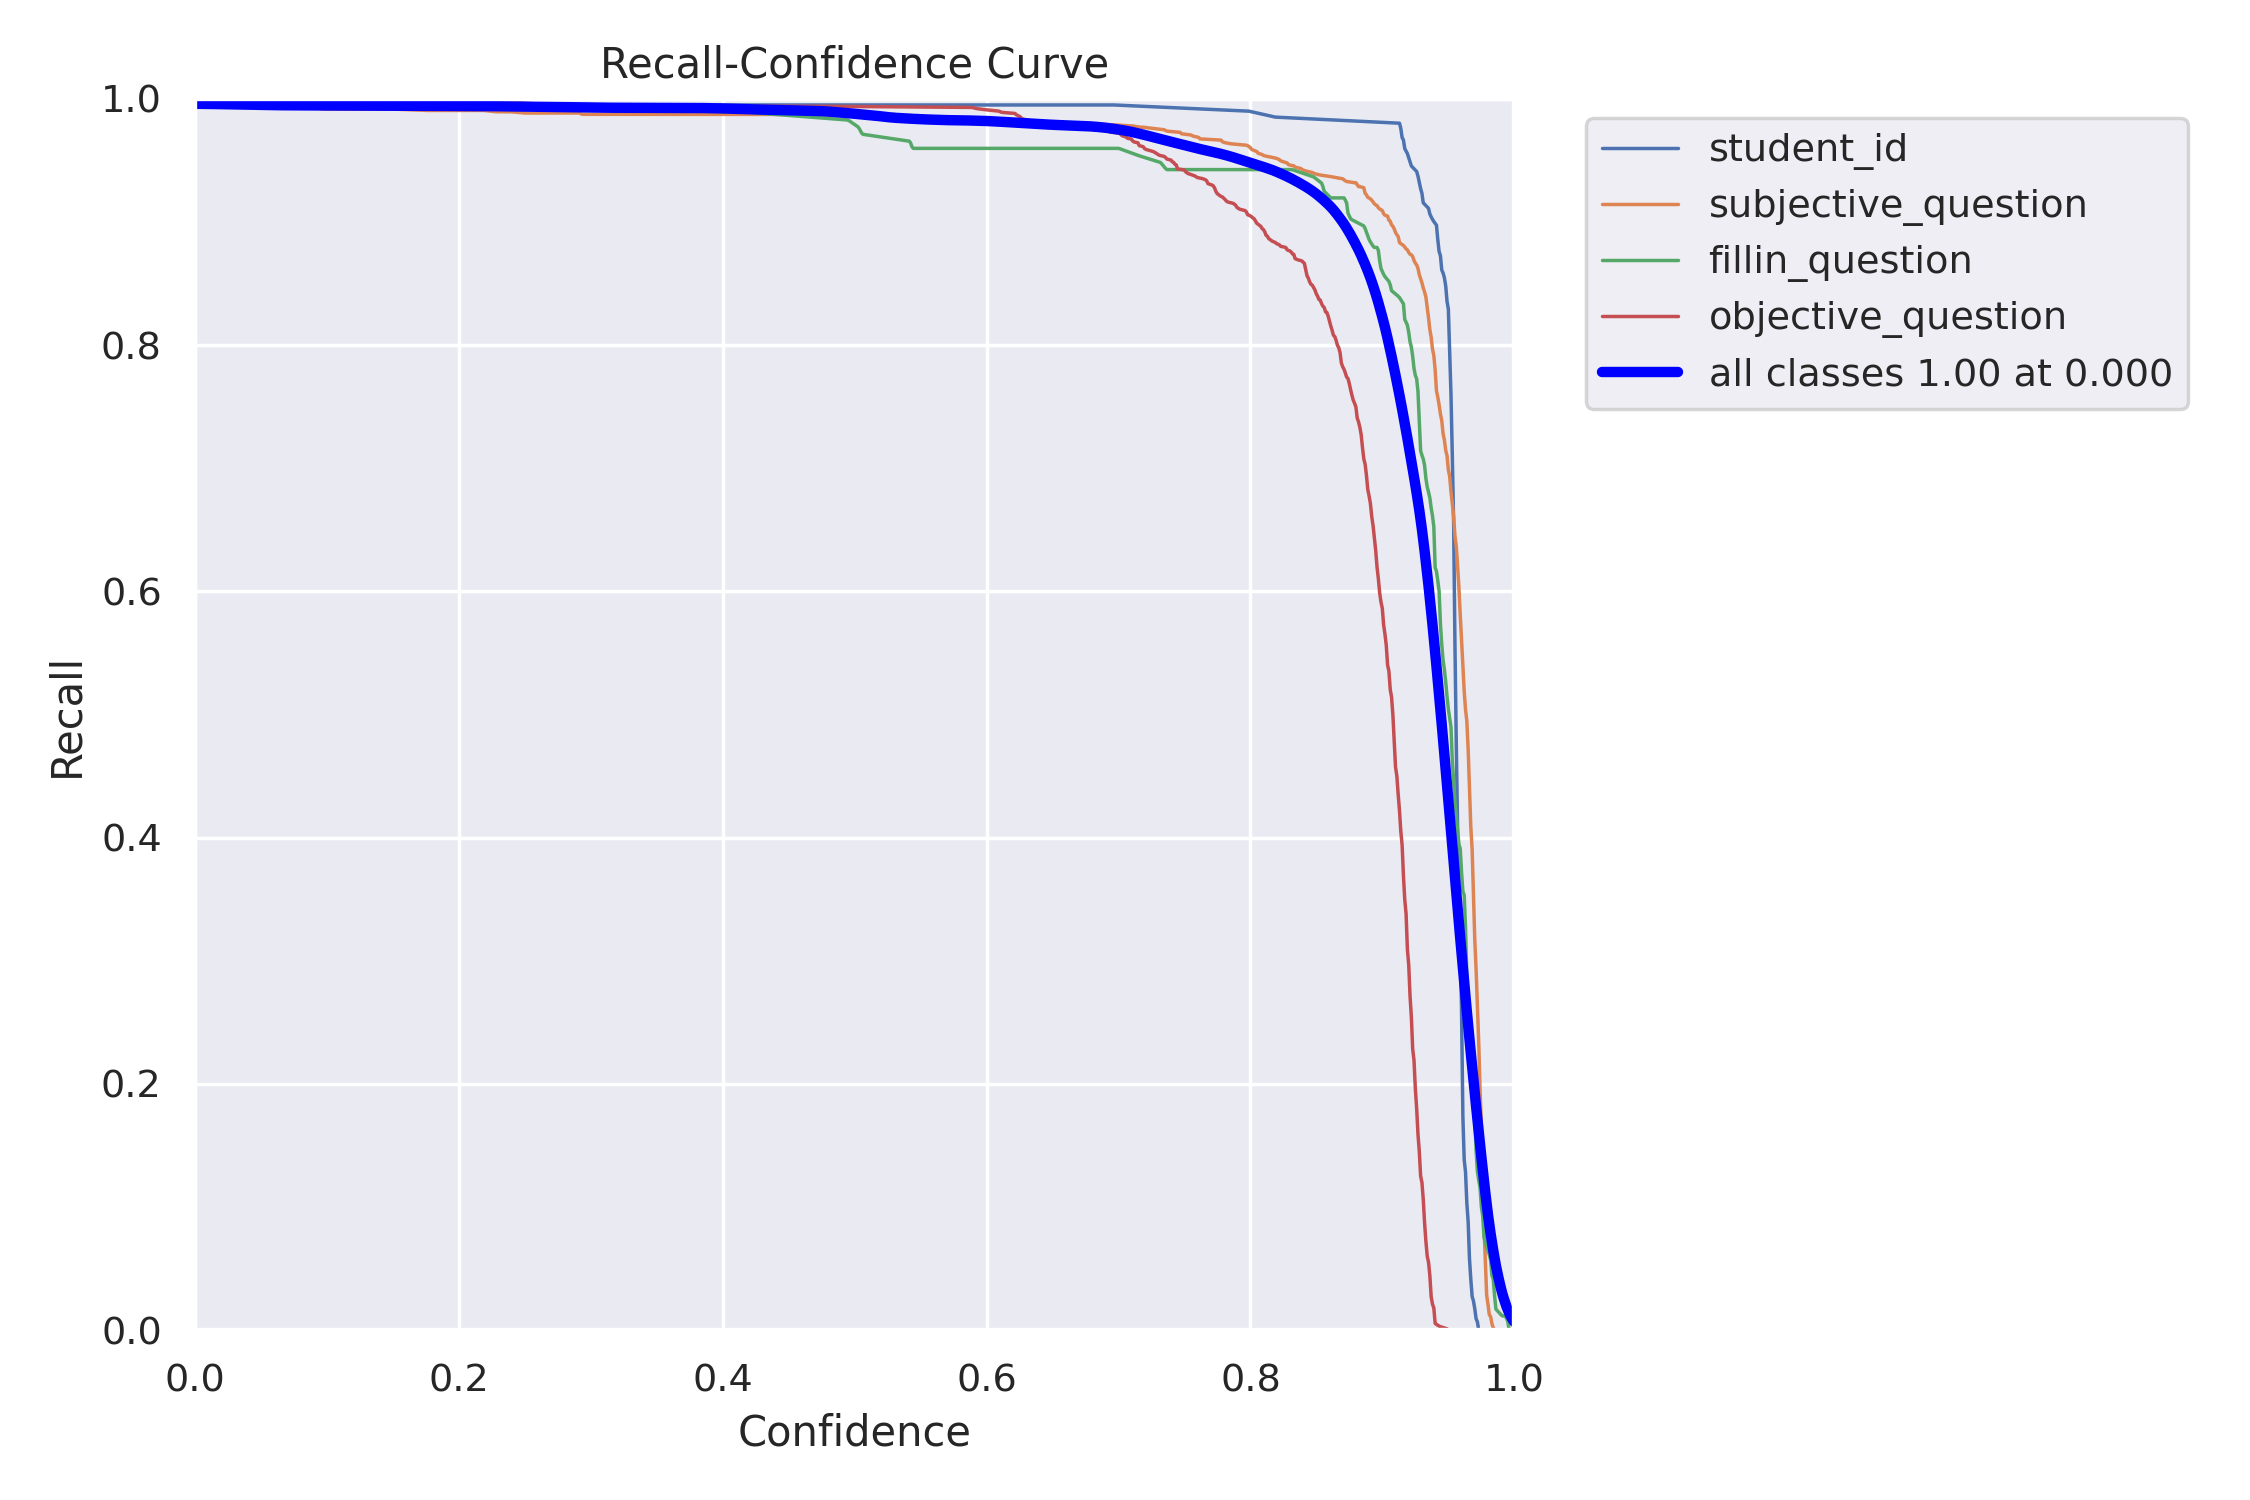 Recall-Confidence Curve
1.0
0.8
0.6
0.4
0.2
0.0
Recall
0.0 0.2 0.4 0.6 0.8 1.0
Confidence
student_id
subjective_question
fillin_question
objective_question
all classes 1.00 at 0.000